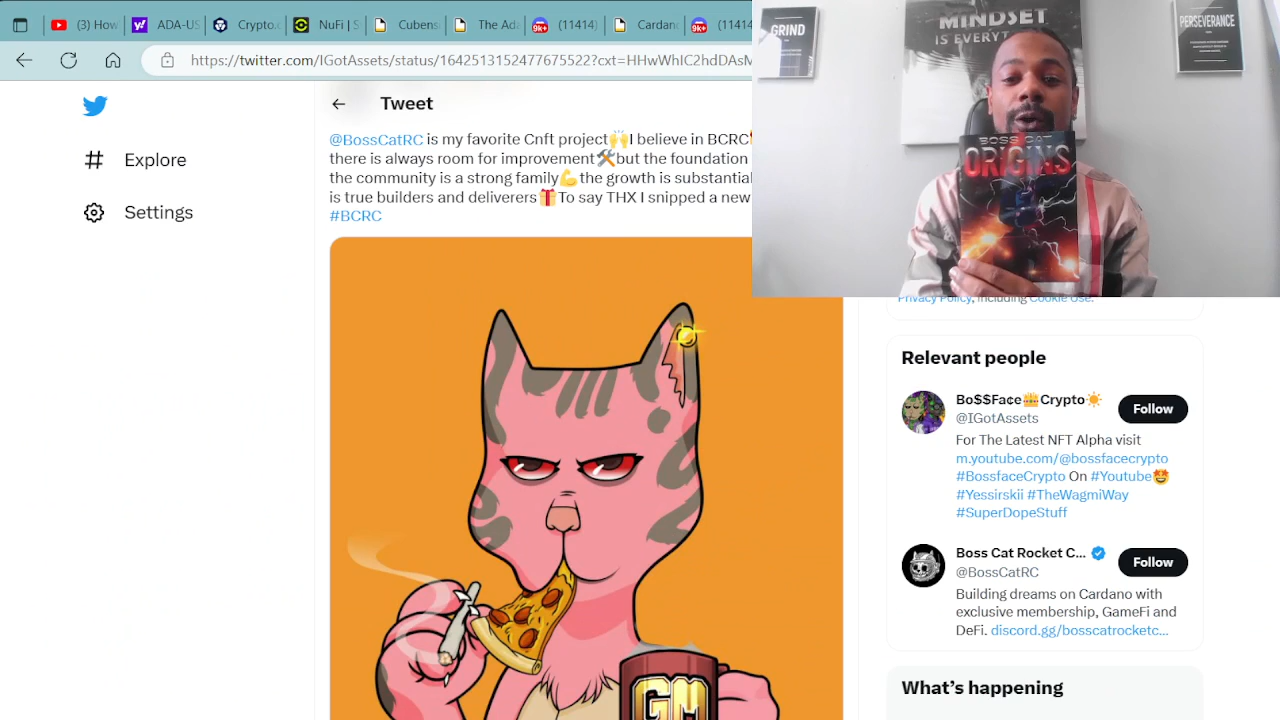 (3) How
ADA-US
Crypto.c
NuFi | S
Cubens
The Ad
(11414)
Cardan
(11414
https://twitter.com/IGotAssets/status/1642513152477675522?cxt=HHwWhIC2hdDAsM
Explore
Settings
Tweet
@BossCatRC is my favorite Cnft project🙌I believe in BCRC
there is always room for improvement🛠️but the foundation
the community is a strong family💪the growth is substantial
is true builders and deliverers🎁To say THX I snipped a new
#BCRC
GM
GRIND
MINDSET
IS EVERYT
PERSEVERANCE
BOSS CAT
ORIGINS
Privacy Policy, including Cookie Use.
Relevant people
Bo$$Fa¢e👑Crypto☀️
@IGotAssets
Follow
For The Latest NFT Alpha visit
m.youtube.com/@bossfacecrypto
#BossfaceCrypto On #Youtube🤩
#Yessirskii #TheWagmiWay
#SuperDopeStuff
Boss Cat Rocket C...
@BossCatRC
Follow
Building dreams on Cardano with
exclusive membership, GameFi and
DeFi. discord.gg/bosscatrocketc...
What's happening